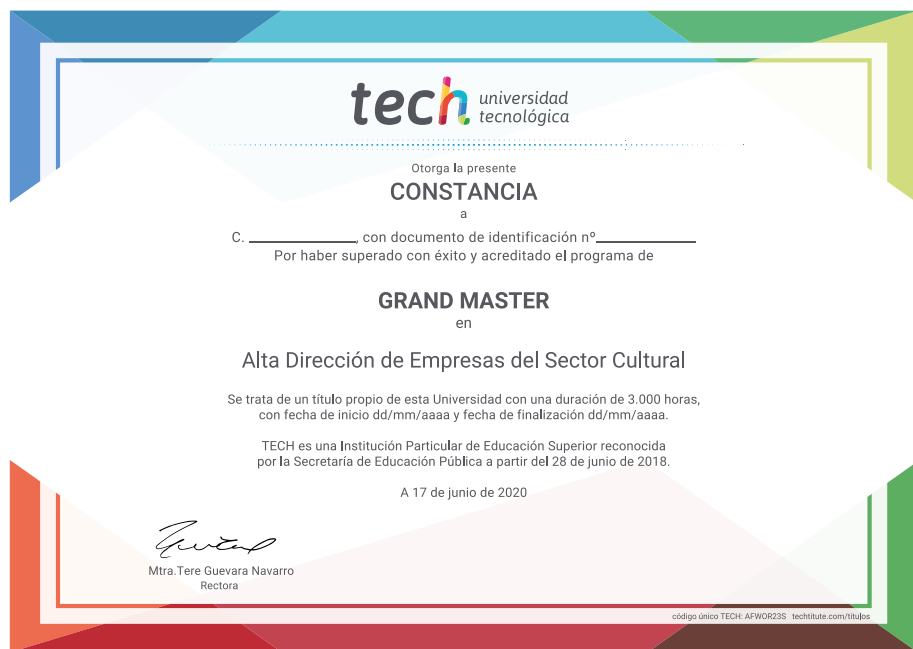 tech universidad
tecnológica
Otorga la presente
CONSTANCIA
a
C. ____________, con documento de identificación nº____________
Por haber superado con éxito y acreditado el programa de
GRAND MASTER
en
Alta Dirección de Empresas del Sector Cultural
Se trata de un título propio de esta Universidad con una duración de 3.000 horas,
con fecha de inicio dd/mm/aaaa y fecha de finalización dd/mm/aaaa.
TECH es una Institución Particular de Educación Superior reconocida
por la Secretaría de Educación Pública a partir del 28 de junio de 2018.
A 17 de junio de 2020
Mtra.Tere Guevara Navarro
Rectora
código único TECH: AFWOR23S techtitute.com/titulos